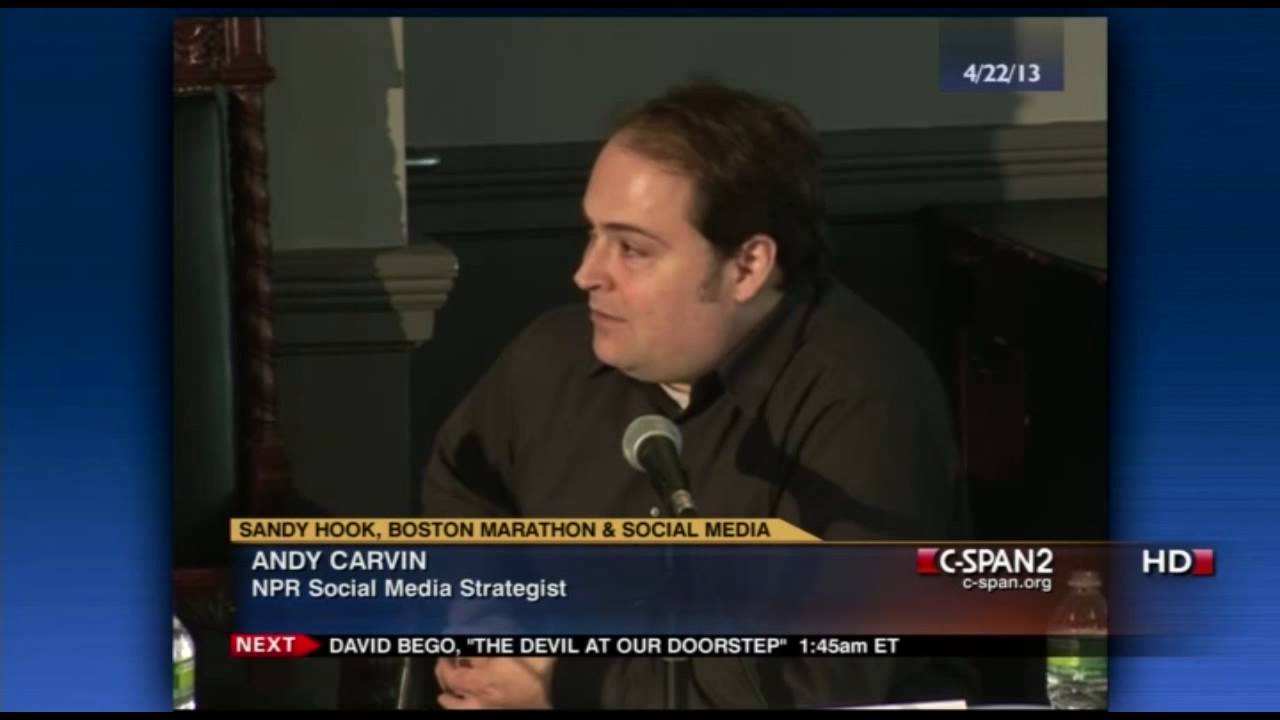 4/22/13
SANDY HOOK, BOSTON MARATHON & SOCIAL MEDIA
ANDY CARVIN
NPR Social Media Strategist
C-SPAN2
c-span.org
HD
NEXT
DAVID BEGO, "THE DEVIL AT OUR DOORSTEP" 1:45am ET